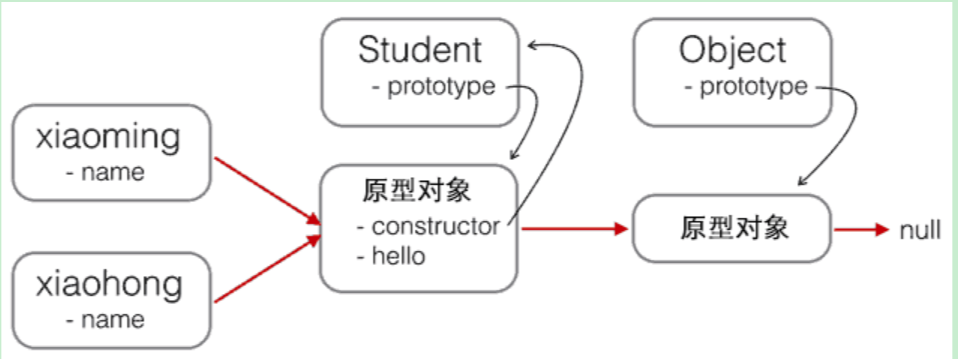 Student
- prototype
Object
- prototype
xiaoming
- name
原型对象
- constructor
- hello
原型对象
null
xiaohong
- name